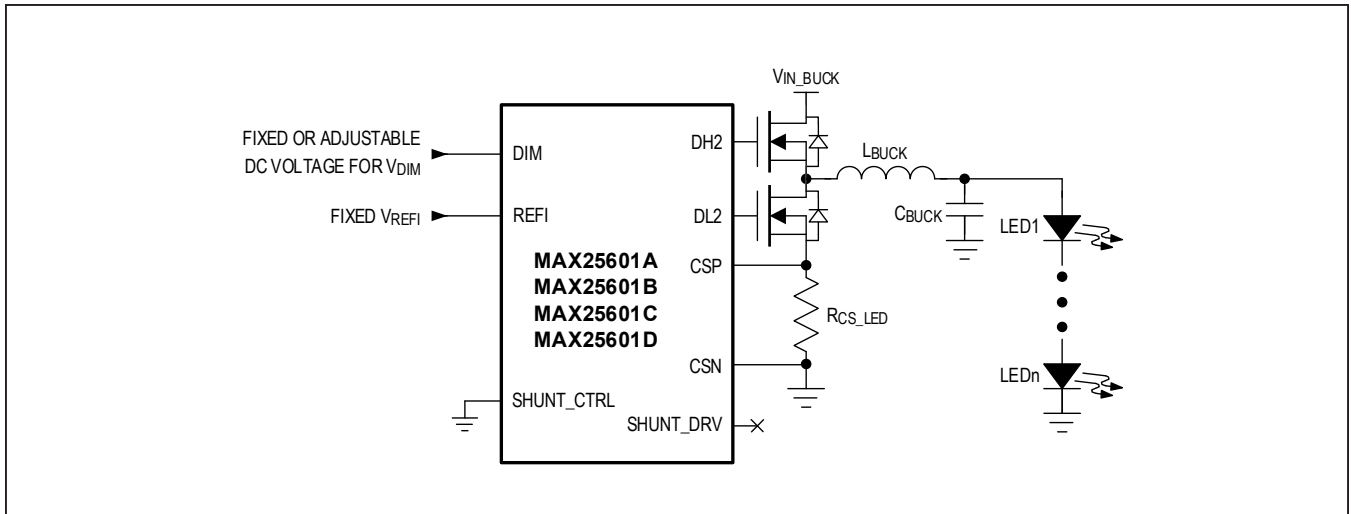 VIN_BUCK
FIXED OR ADJUSTABLE
DC VOLTAGE FOR VDIM
DIM
DH2
LBUCK
FIXED VREFI
REFI
DL2
CBUCK
LED1
MAX25601A
MAX25601B
MAX25601C
MAX25601D
CSP
RCS_LED
CSN
LEDn
SHUNT_CTRL
SHUNT_DRV